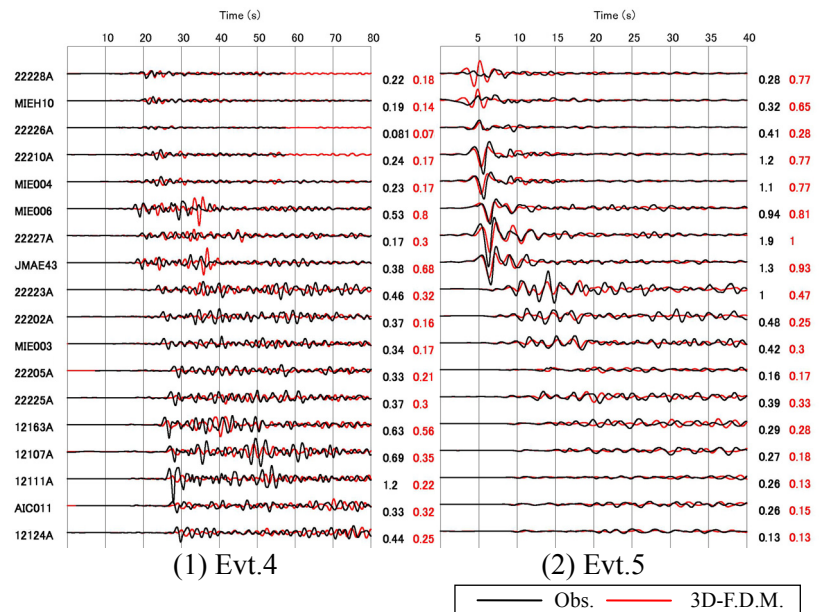 Time (s) Time (s)
10 20 30 40 50 60 70 80 5 10 15 20 25 30 35 40
22228A 0.22 0.18 0.28 0.77
MIEH10 0.19 0.14 0.32 0.65
22226A 0.081 0.07 0.41 0.28
22210A 0.24 0.17 1.2 0.77
MIE004 0.23 0.17 1.1 0.77
MIE006 0.53 0.8 0.94 0.81
22227A 0.17 0.3 1.9 1
JMAE43 0.38 0.68 1.3 0.93
22223A 0.46 0.32 1 0.47
22202A 0.37 0.16 0.48 0.25
MIE003 0.34 0.17 0.42 0.3
22205A 0.33 0.21 0.16 0.17
22225A 0.37 0.3 0.39 0.33
12163A 0.63 0.56 0.29 0.28
12107A 0.69 0.35 0.27 0.18
12111A 1.2 0.22 0.26 0.13
AIC011 0.33 0.32 0.26 0.15
12124A 0.44 0.25 0.13 0.13
(1) Evt.4 (2) Evt.5
Obs. 3D-F.D.M.